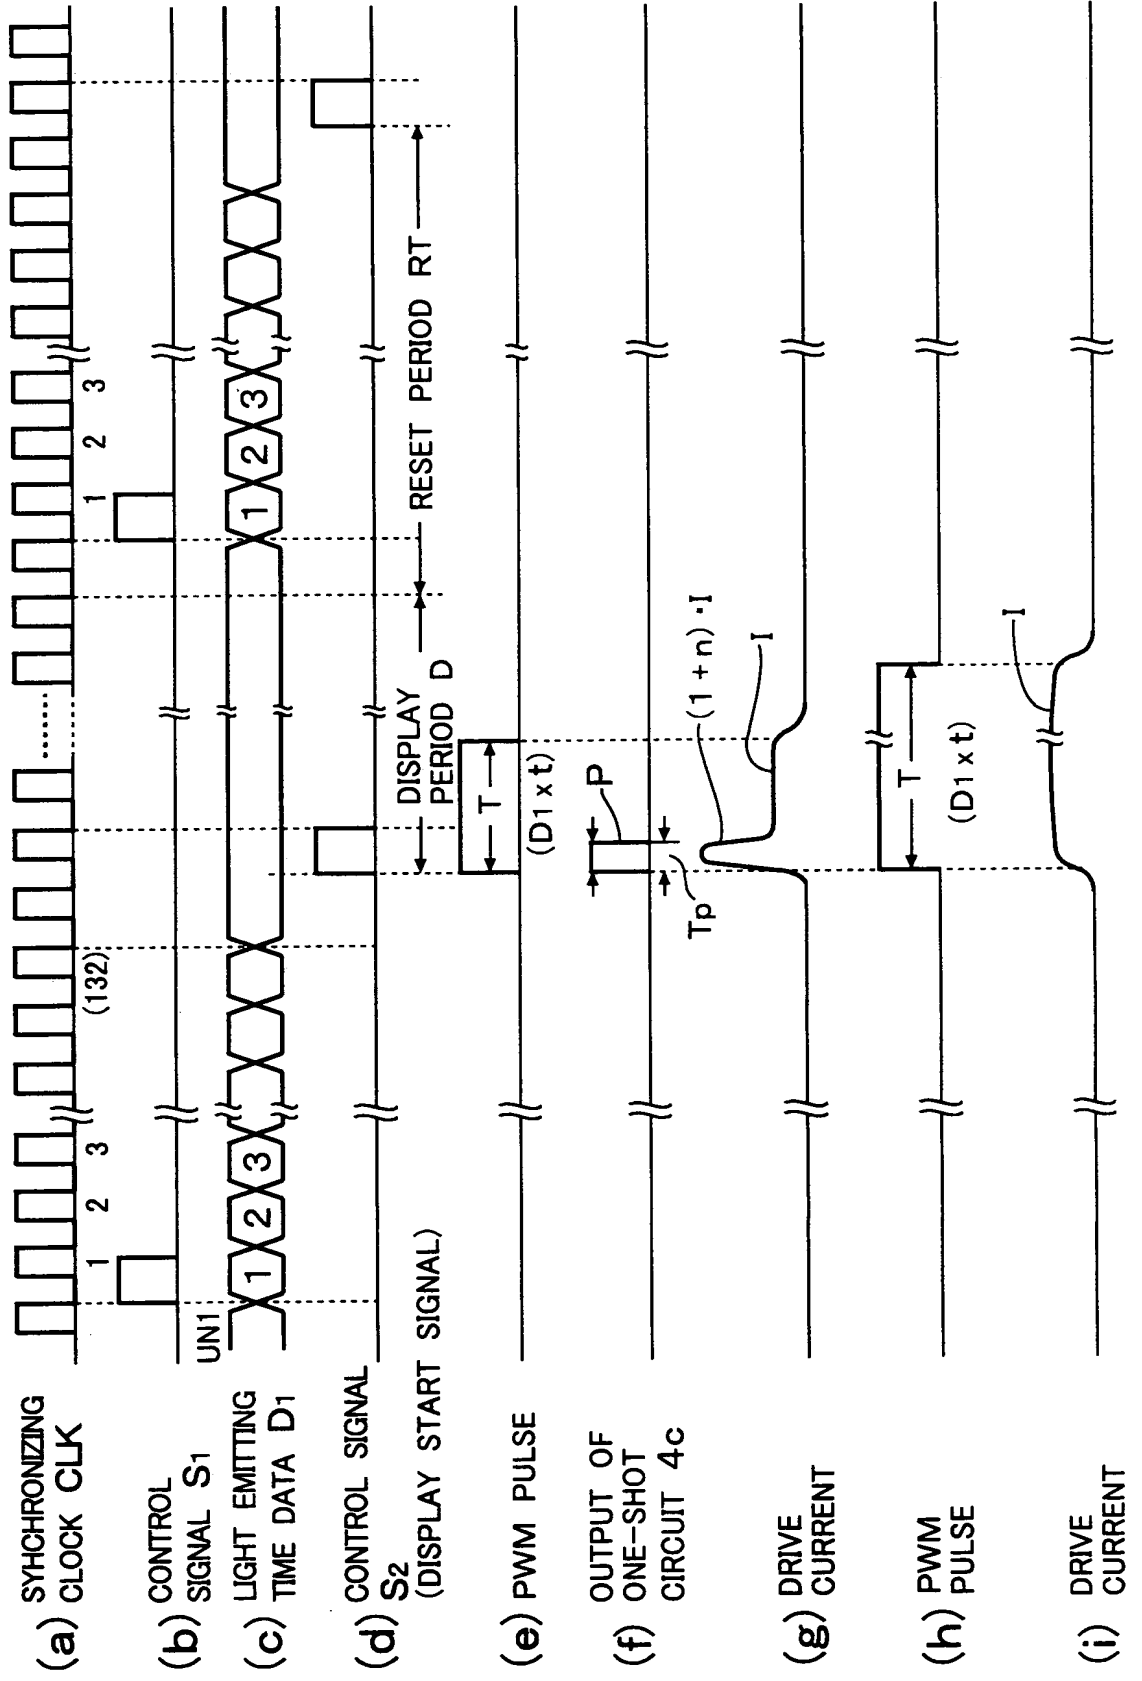 (a) SYHCHRONIZING
CLOCK CLK
1 2 3 (132) 1 2 3
(b) CONTROL
SIGNAL S1
UN1
(c) LIGHT EMITTING
TIME DATA D1
1 2 3 1 2 3
(d) CONTROL SIGNAL
S2
(DISPLAY START SIGNAL)
DISPLAY
PERIOD D
RESET PERIOD RT
(e) PWM PULSE
T
(D1xt)
(f) OUTPUT OF
ONE-SHOT
CIRCUIT 4c
P
Tp
(g) DRIVE
CURRENT
(1+n)·I
I
(h) PWM
PULSE
T
(D1xt)
(i) DRIVE
CURRENT
I